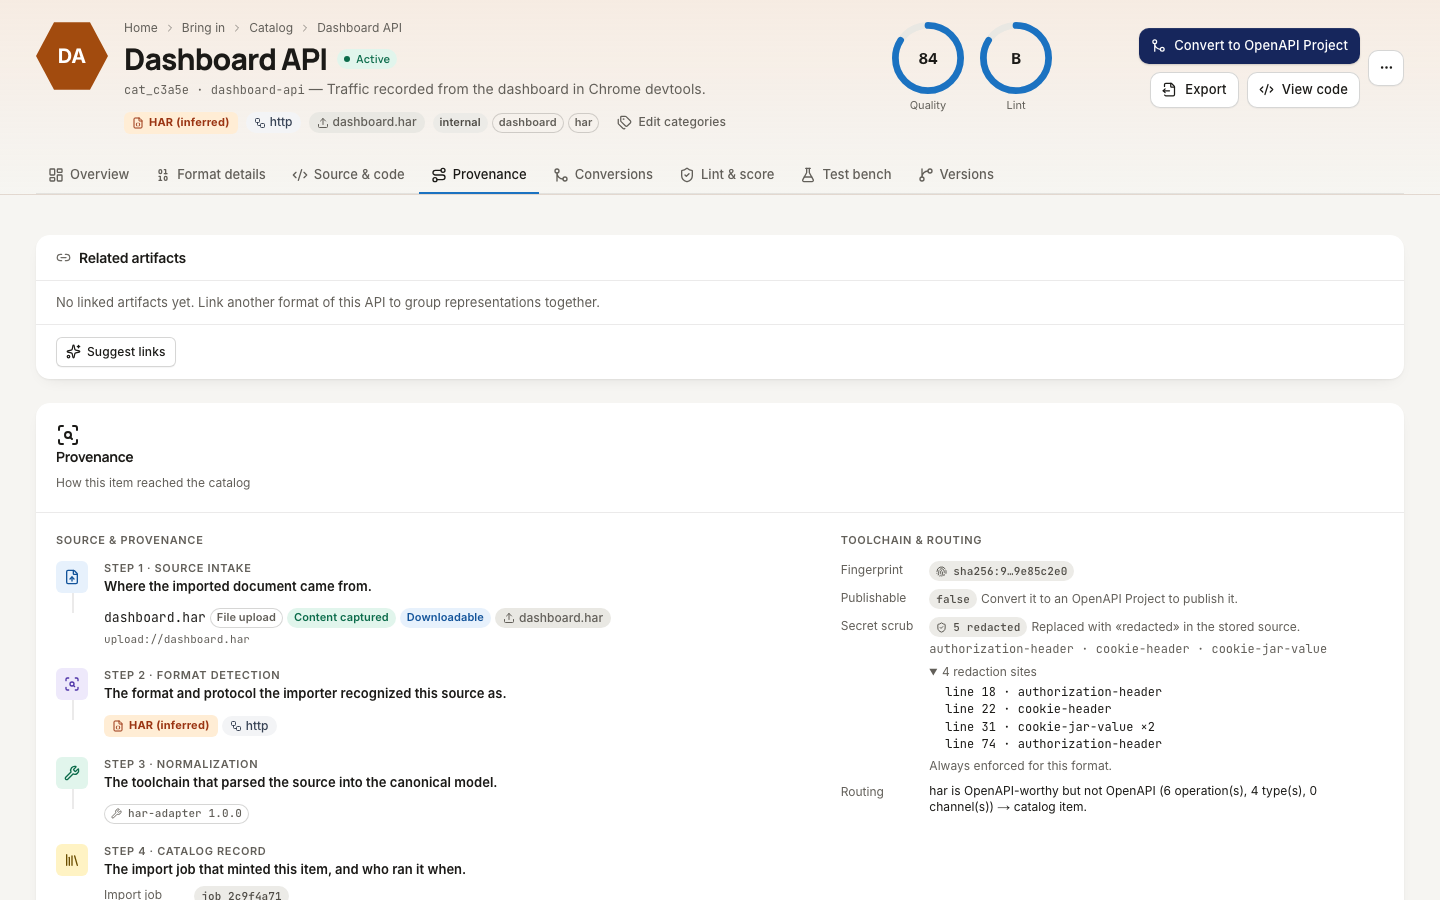 DA
Home > Bring in > Catalog > Dashboard API
Dashboard API
Active
cat_c3a5e · dashboard-api — Traffic recorded from the dashboard in Chrome devtools.
HAR (inferred) http dashboard.har internal dashboard har Edit categories
84
Quality
B
Lint
Convert to OpenAPI Project
Export
View code
...
Overview Format details Source & code Provenance Conversions Lint & score Test bench Versions
Related artifacts
No linked artifacts yet. Link another format of this API to group representations together.
Suggest links
Provenance
How this item reached the catalog
SOURCE & PROVENANCE
STEP 1 · SOURCE INTAKE
Where the imported document came from.
dashboard.har File upload Content captured Downloadable dashboard.har
upload://dashboard.har
STEP 2 · FORMAT DETECTION
The format and protocol the importer recognized this source as.
HAR (inferred) http
STEP 3 · NORMALIZATION
The toolchain that parsed the source into the canonical model.
har-adapter 1.0.0
STEP 4 · CATALOG RECORD
The import job that minted this item, and who ran it when.
Import job job 2c9f4a71
TOOLCHAIN & ROUTING
Fingerprint sha256:9…9e85c2e0
Publishable false Convert it to an OpenAPI Project to publish it.
Secret scrub 5 redacted Replaced with «redacted» in the stored source.
authorization-header · cookie-header · cookie-jar-value
▼ 4 redaction sites
line 18 · authorization-header
line 22 · cookie-header
line 31 · cookie-jar-value ×2
line 74 · authorization-header
Always enforced for this format.
Routing har is OpenAPI-worthy but not OpenAPI (6 operation(s), 4 type(s), 0
channel(s)) → catalog item.